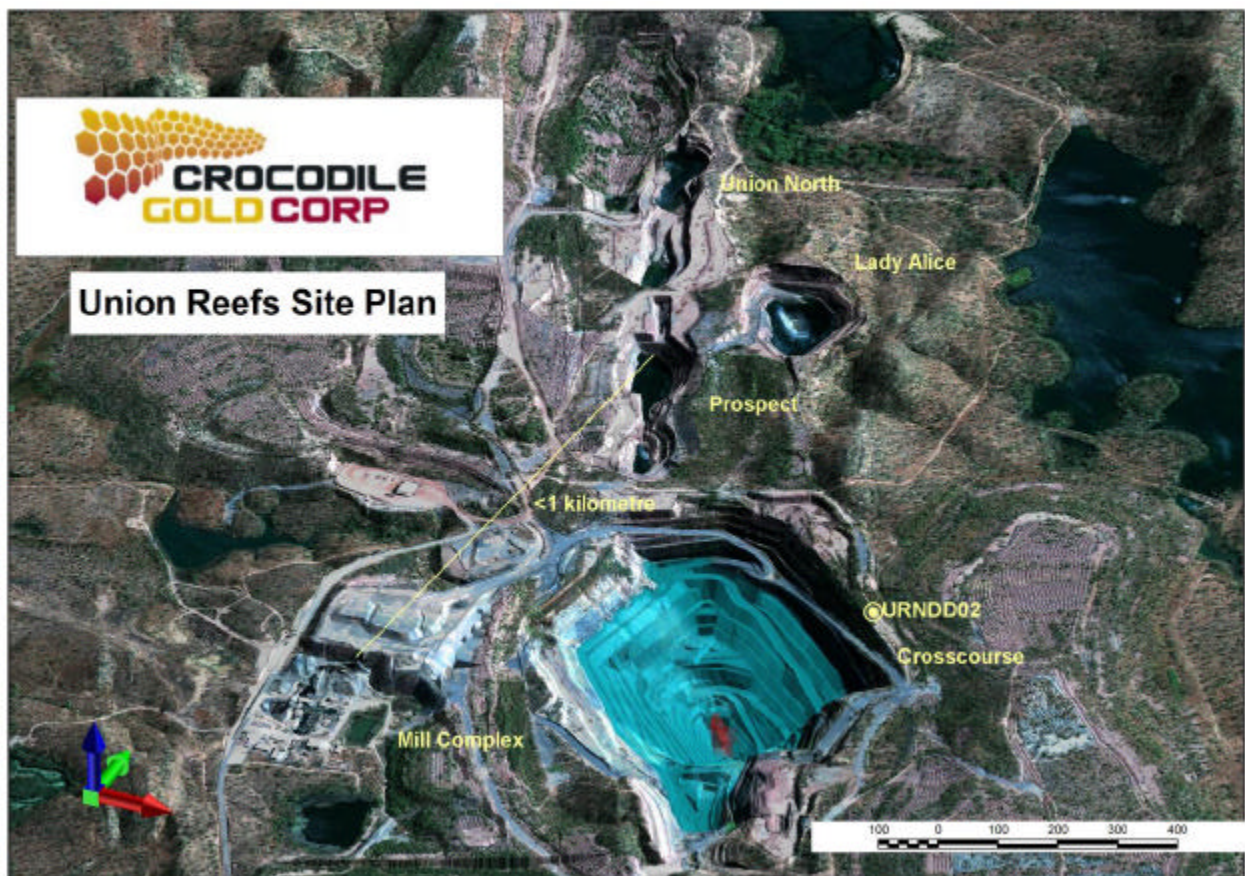 CROCODILE
GOLD CORP
Union Reefs Site Plan
Union North
Lady Alice
Prospect
<1 kilometre
URNDD02
Crosscourse
Mill Complex
100 0 100 200 300 400